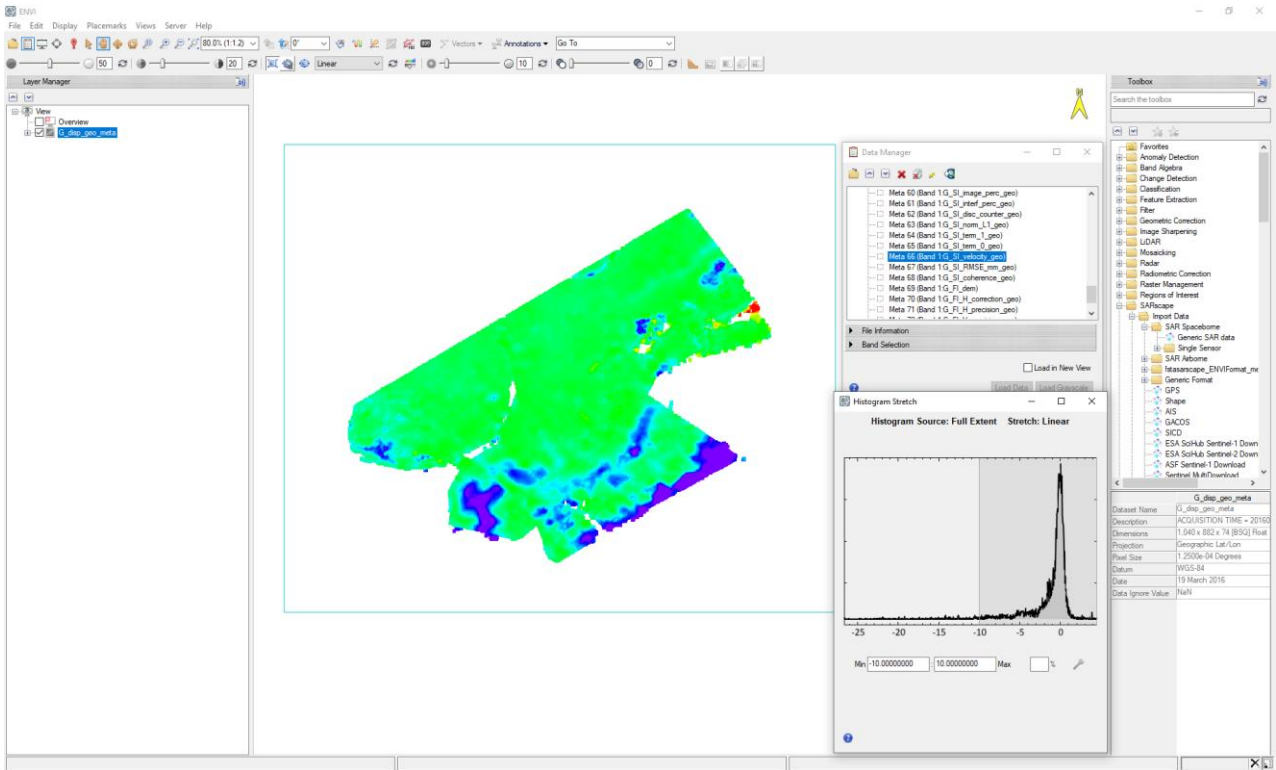 ENVI
File Edit Display Placemarks Views Server Help
80.0% (1:1.2) 0° Vectors Annotations Go To
50 20 Linear 10 0
Layer Manager
View
Overview
G_disp_geo_meta
N
Data Manager
Meta 60 (Band 1:G_SI_image_perc_geo)
Meta 61 (Band 1:G_SI_interf_perc_geo)
Meta 62 (Band 1:G_SI_disc_counter_geo)
Meta 63 (Band 1:G_SI_norm_L1_geo)
Meta 64 (Band 1:G_SI_term_1_geo)
Meta 65 (Band 1:G_SI_term_0_geo)
Meta 66 (Band 1:G_SI_velocity_geo)
Meta 67 (Band 1:G_SI_RMSE_mm_geo)
Meta 68 (Band 1:G_SI_coherence_geo)
Meta 69 (Band 1:G_FI_dem)
Meta 70 (Band 1:G_FI_H_correction_geo)
Meta 71 (Band 1:G_FI_H_precision_geo)
File Information
Band Selection
Load in New View
Load Data Load Grayscale
Histogram Stretch
Histogram Source: Full Extent Stretch: Linear
-25 -20 -15 -10 -5 0
Min -10.00000000 : 10.00000000 Max %
Toolbox
Search the toolbox
Favorites
Anomaly Detection
Band Algebra
Change Detection
Classification
Feature Extraction
Filter
Geometric Correction
Image Sharpening
LiDAR
Mosaicking
Radar
Radiometric Correction
Raster Management
Regions of Interest
SARscape
Import Data
SAR Spaceborne
Generic SAR data
Single Sensor
SAR Airborne
Generic Format
GPS
Shape
AIS
GACOS
SICD
ESA SciHub Sentinel-1 Down
ESA SciHub Sentinel-2 Down
ASF Sentinel-1 Download
Sentinel MultiDownload
G_disp_geo_meta
Dataset Name G_disp_geo_meta
Description ACQUISITION TIME = 20160
Dimensions 1,040 x 882 x 74 [BSQ] Float
Projection Geographic Lat/Lon
Pixel Size 1.2500e-04 Degrees
Datum WGS-84
Date 19 March 2016
Data Ignore Value NaN